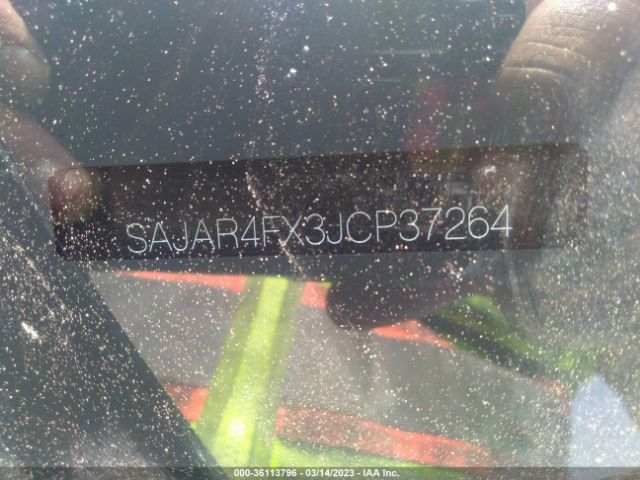 SAJAR4FX3JCP37264
000-36113796 - 03/14/2023 - IAA Inc.